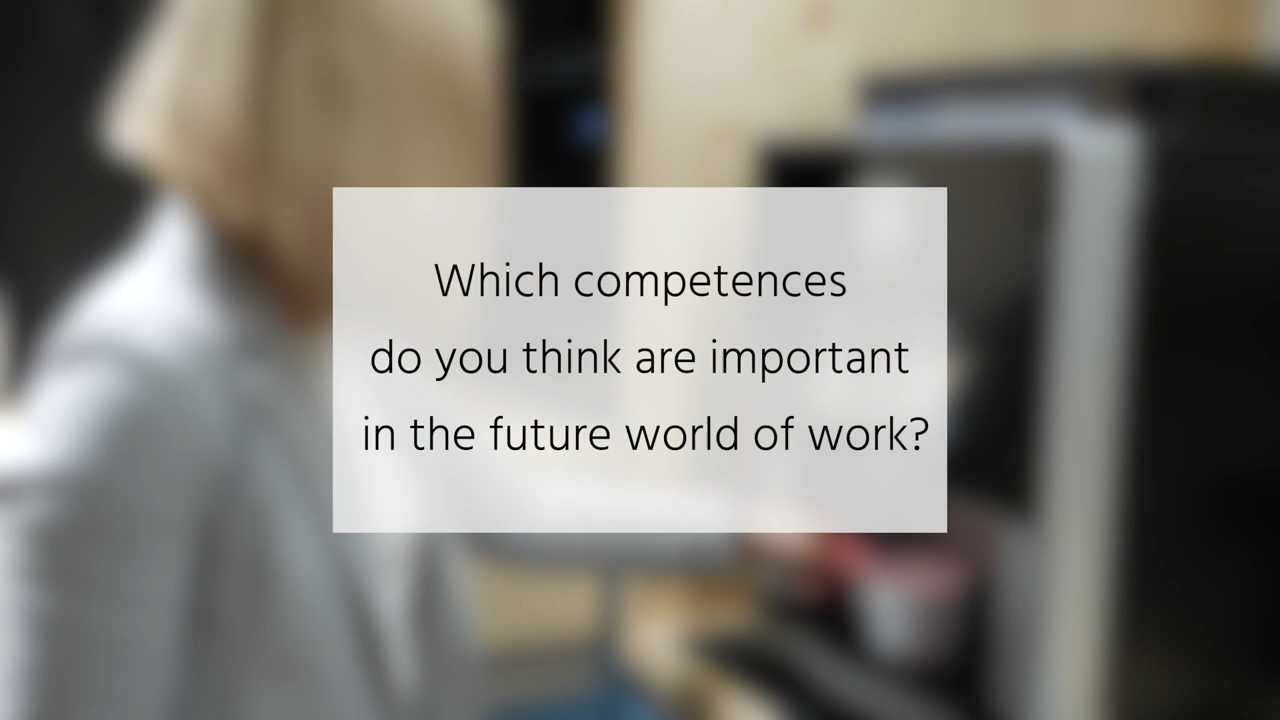 Which competences
do you think are important
in the future world of work?